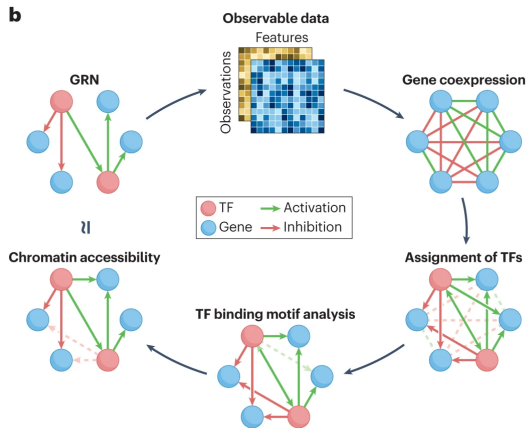 b
Observable data
Features
Observations
GRN
Gene coexpression
TF
Activation
Gene
Inhibition
≈
Chromatin accessibility
Assignment of TFs
TF binding motif analysis